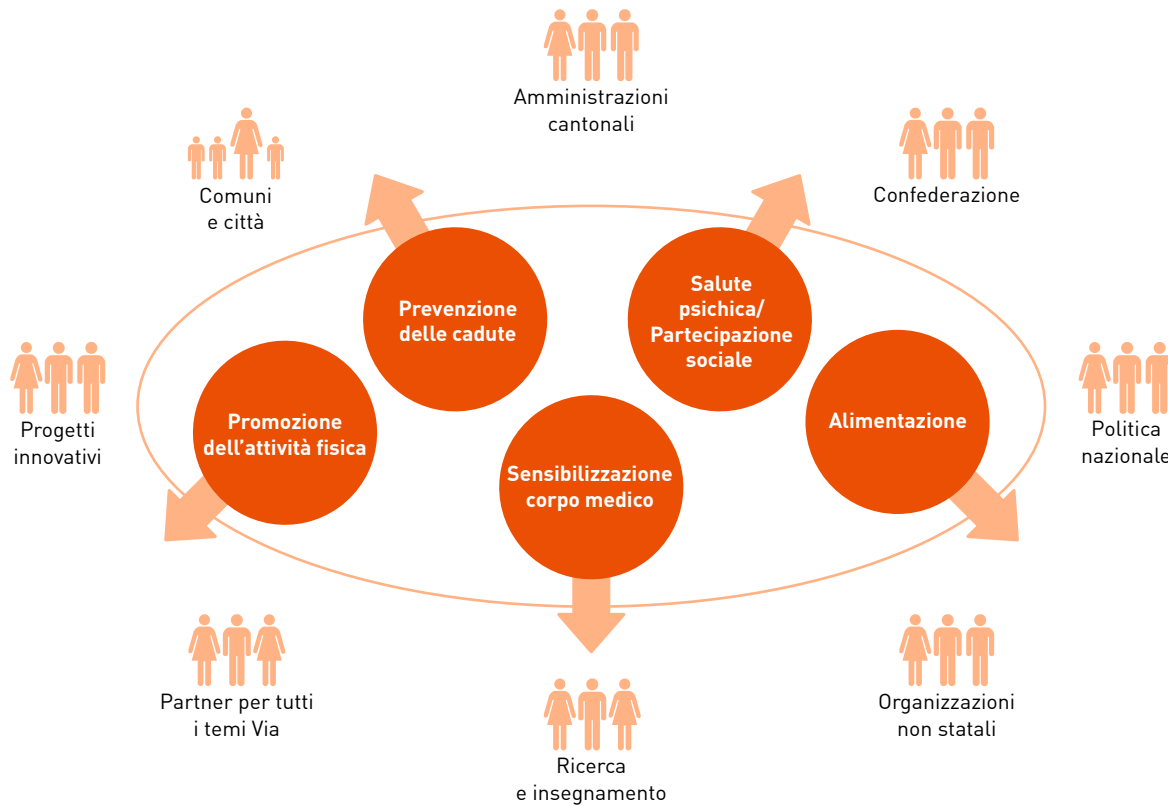 Amministrazioni
cantonali
Comuni
e città
Confederazione
Prevenzione
delle cadute
Salute
psichica/
Partecipazione
sociale
Progetti
innovativi
Promozione
dell’attività fisica
Alimentazione
Politica
nazionale
Sensibilizzazione
corpo medico
Partner per tutti
i temi Via
Organizzazioni
non statali
Ricerca
e insegnamento